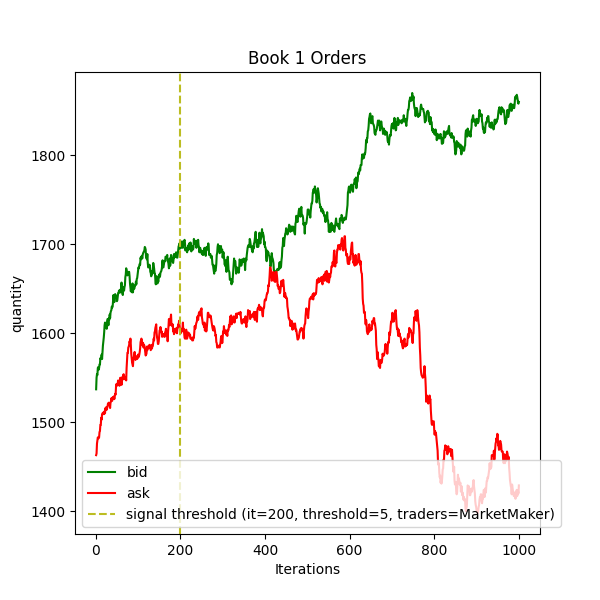 Book 1 Orders
quantity
1800
1700
1600
1500
1400
bid
ask
signal threshold (it=200, threshold=5, traders=MarketMaker)
0 200 400 600 800 1000
Iterations